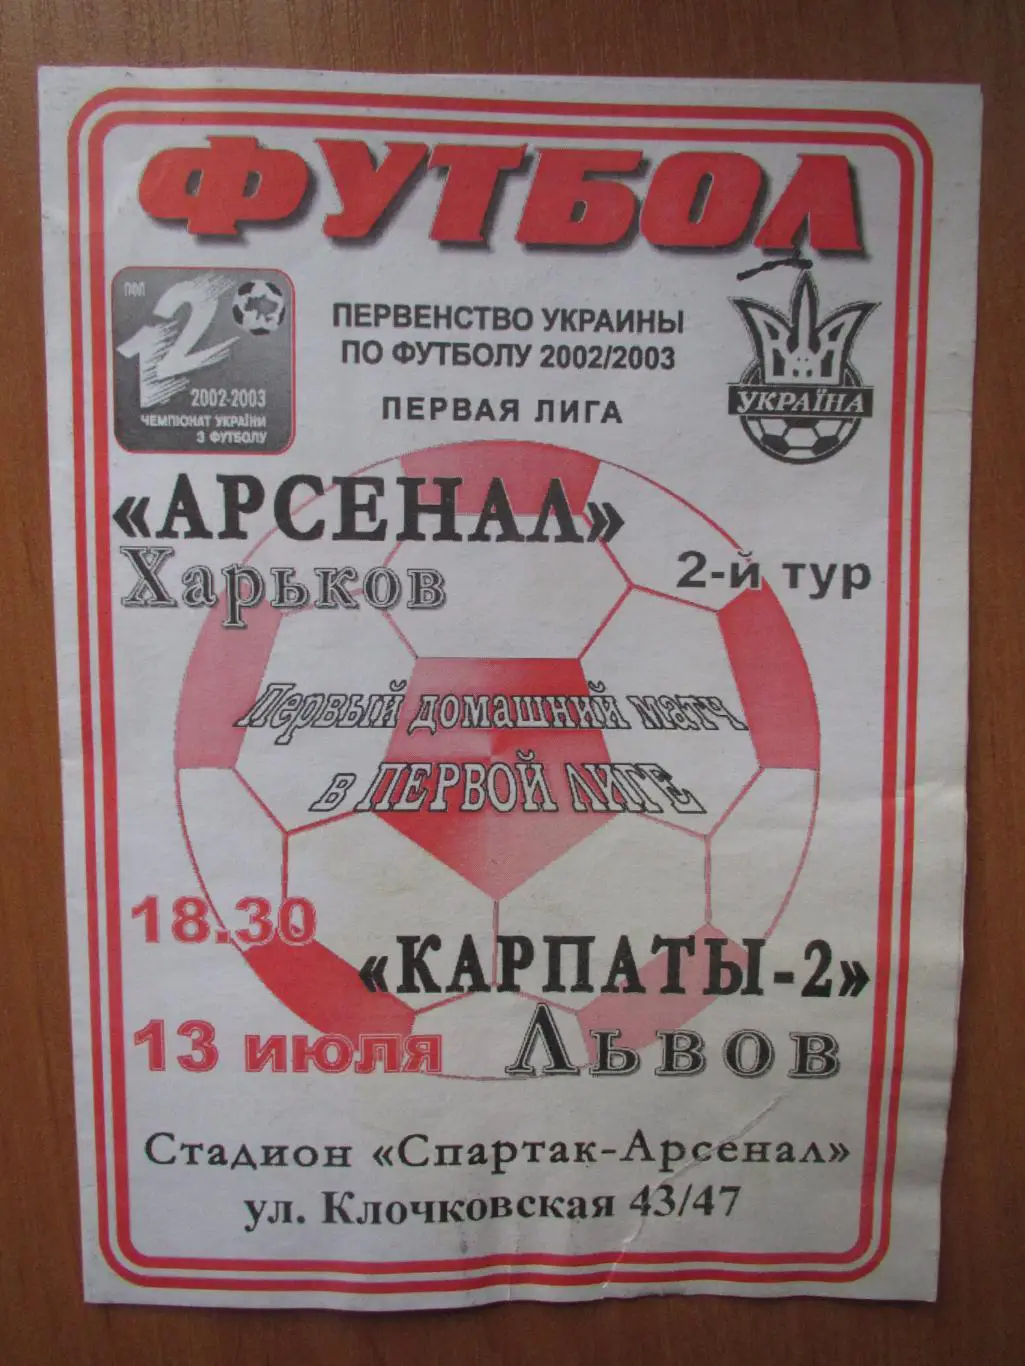 ФУТБОЛ
ПФЛ
2
2002-2003
ЧЕМПІОНАТ УКРАЇНИ
З ФУТБОЛУ
ПЕРВЕНСТВО УКРАИНЫ
ПО ФУТБОЛУ 2002/2003
ПЕРВАЯ ЛИГА
УКРАЇНА
«АРСЕНАЛ»
Харьков
2-й тур
Первый домашний матч
в ПЕРВОЙ ЛИГЕ
18.30
«КАРПАТЫ-2»
13 июля
Львов
Стадион «Спартак-Арсенал»
ул. Клочковская 43/47